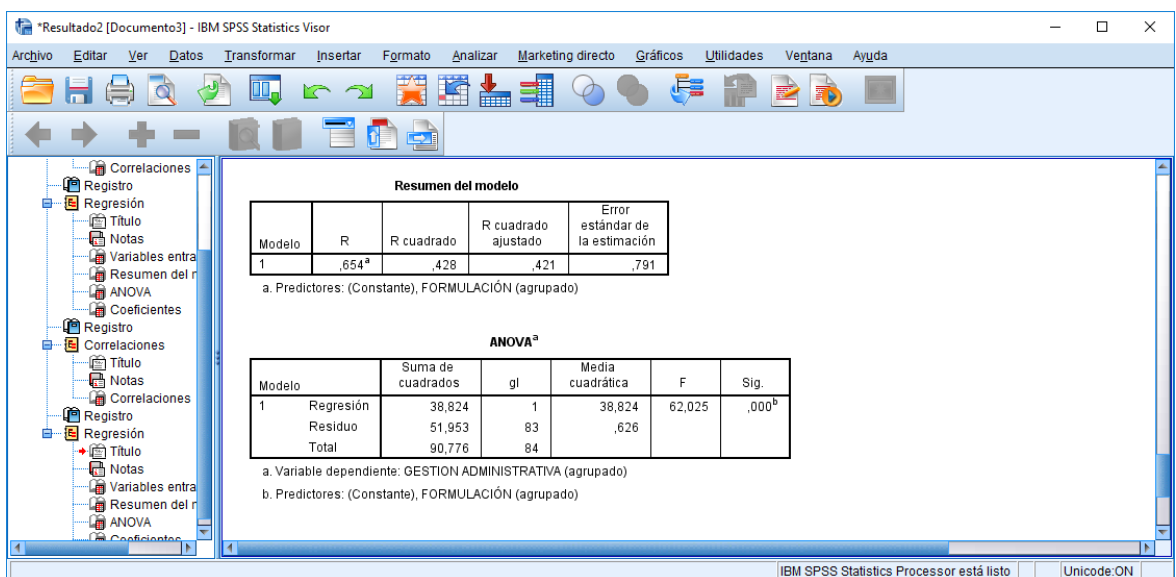 *Resultado2 [Documento3] - IBM SPSS Statistics Visor
Archivo Editar Ver Datos Transformar Insertar Formato Analizar Marketing directo Gráficos Utilidades Ventana Ayuda
Correlaciones
Registro
Regresión
Título
Notas
Variables entra
Resumen del r
ANOVA
Coeficientes
Registro
Correlaciones
Título
Notas
Correlaciones
Registro
Regresión
Título
Notas
Variables entra
Resumen del r
ANOVA
Coeficientes
Resumen del modelo
Modelo R R cuadrado R cuadrado ajustado Error estándar de la estimación
1 ,654a ,428 ,421 ,791
a. Predictores: (Constante), FORMULACIÓN (agrupado)
ANOVAa
Modelo Suma de cuadrados gl Media cuadrática F Sig.
1 Regresión 38,824 1 38,824 62,025 ,000b
Residuo 51,953 83 ,626
Total 90,776 84
a. Variable dependiente: GESTION ADMINISTRATIVA (agrupado)
b. Predictores: (Constante), FORMULACIÓN (agrupado)
IBM SPSS Statistics Processor está listo Unicode:ON